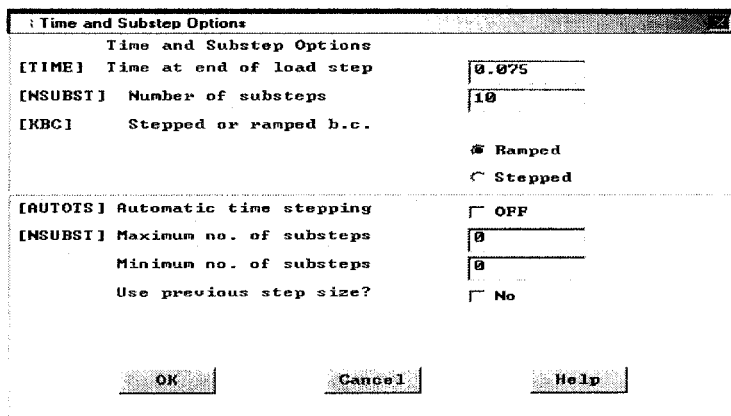 Time and Substep Options
Time and Substep Options
[TIME] Time at end of load step 0.075
[NSUBST] Number of substeps 10
[KBC] Stepped or ramped b.c.
Ramped
Stepped
[AUTOTS] Automatic time stepping OFF
[NSUBST] Maximum no. of substeps 0
Minimum no. of substeps 0
Use previous step size? No
OK Cancel Help